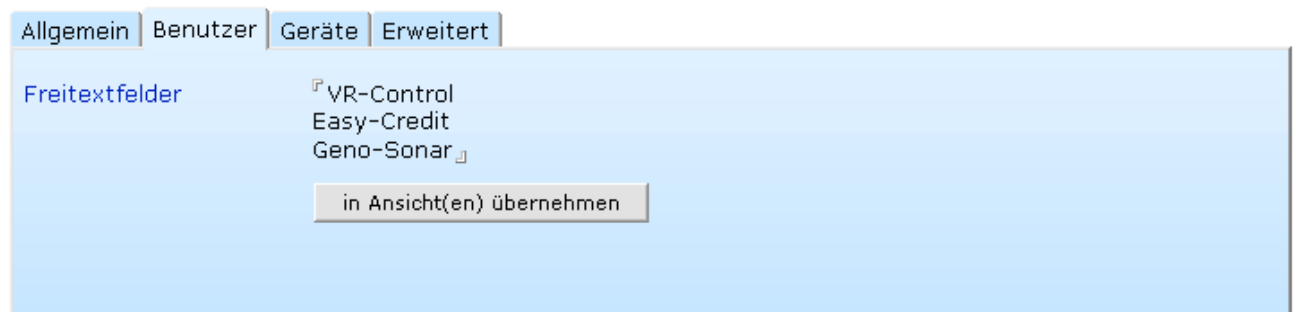 Allgemein Benutzer Geräte Erweitert
Freitextfelder VR-Control
Easy-Credit
Geno-Sonar
in Ansicht(en) übernehmen